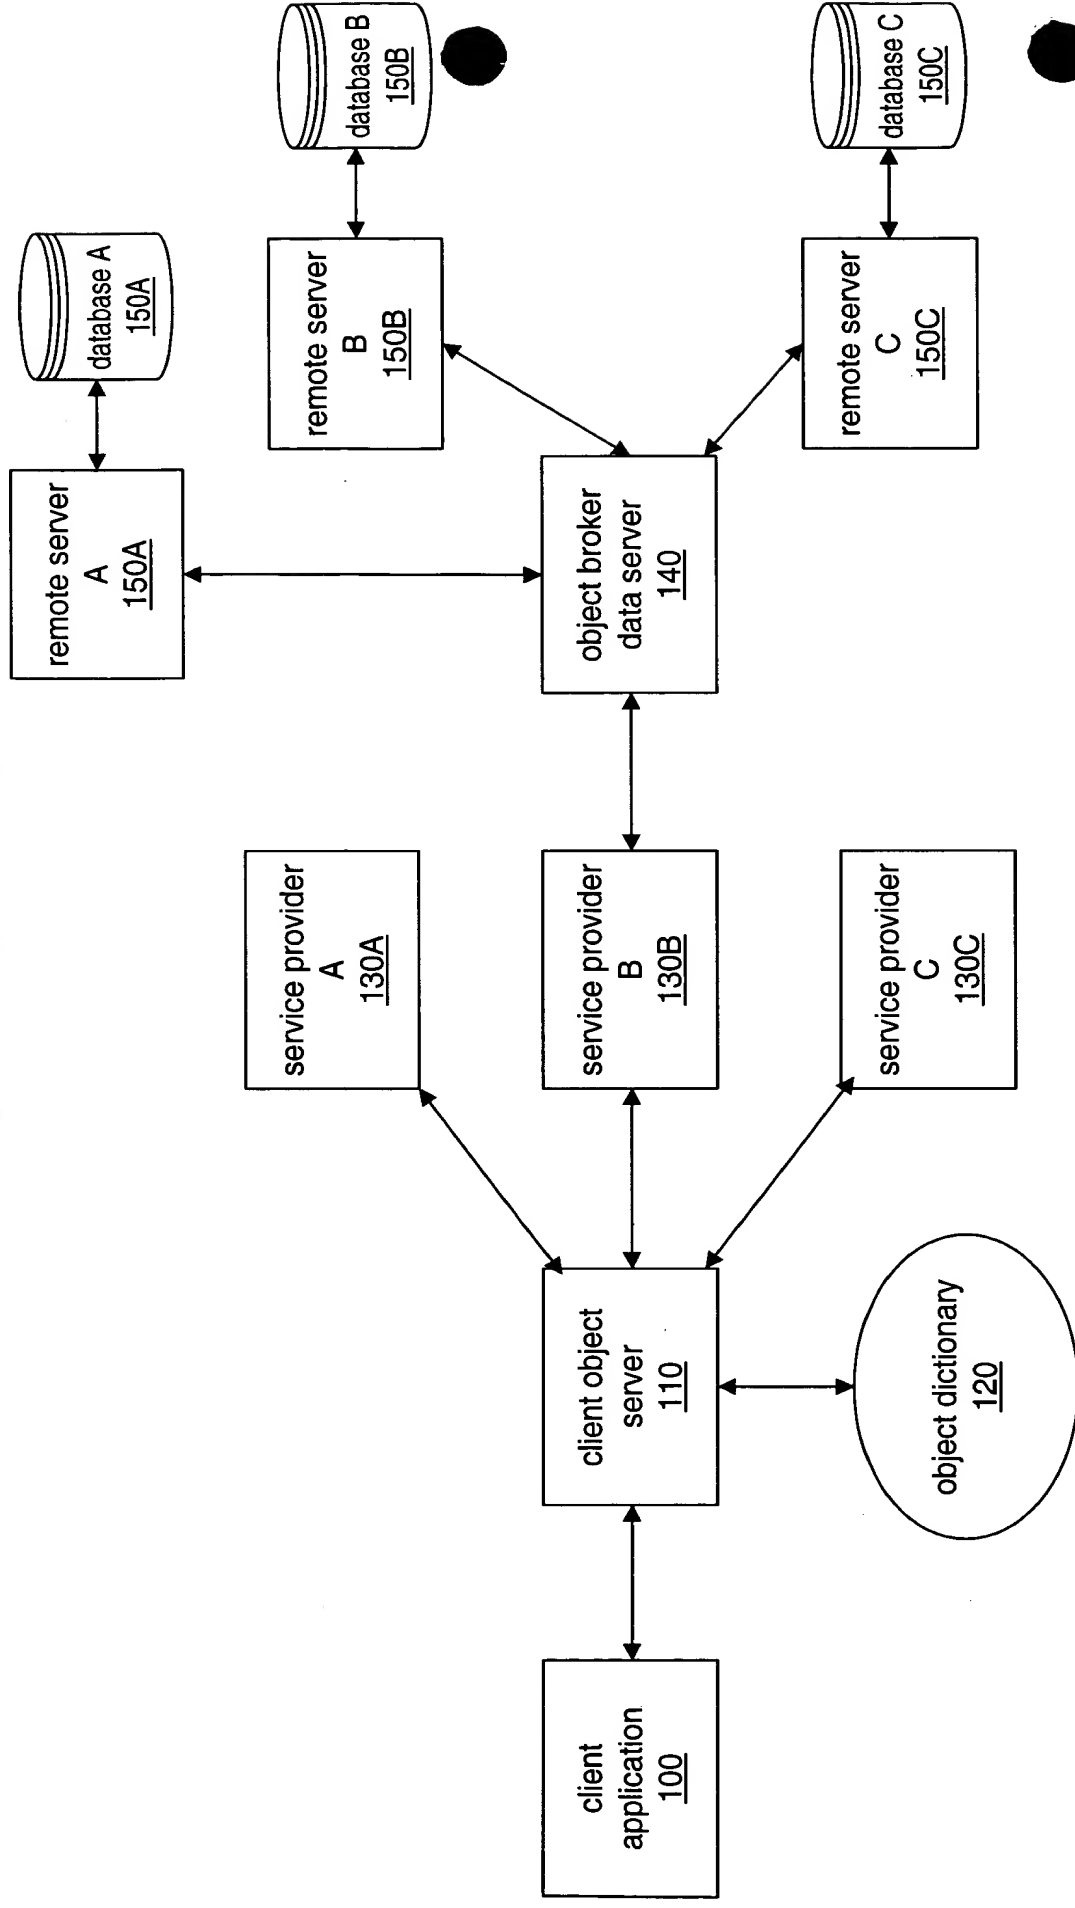 client
application
100
client object
server
110
object dictionary
120
service provider
A
130A
service provider
B
130B
service provider
C
130C
object broker
data server
140
remote server
A
150A
database A
150A
remote server
B
150B
database B
150B
remote server
C
150C
database C
150C